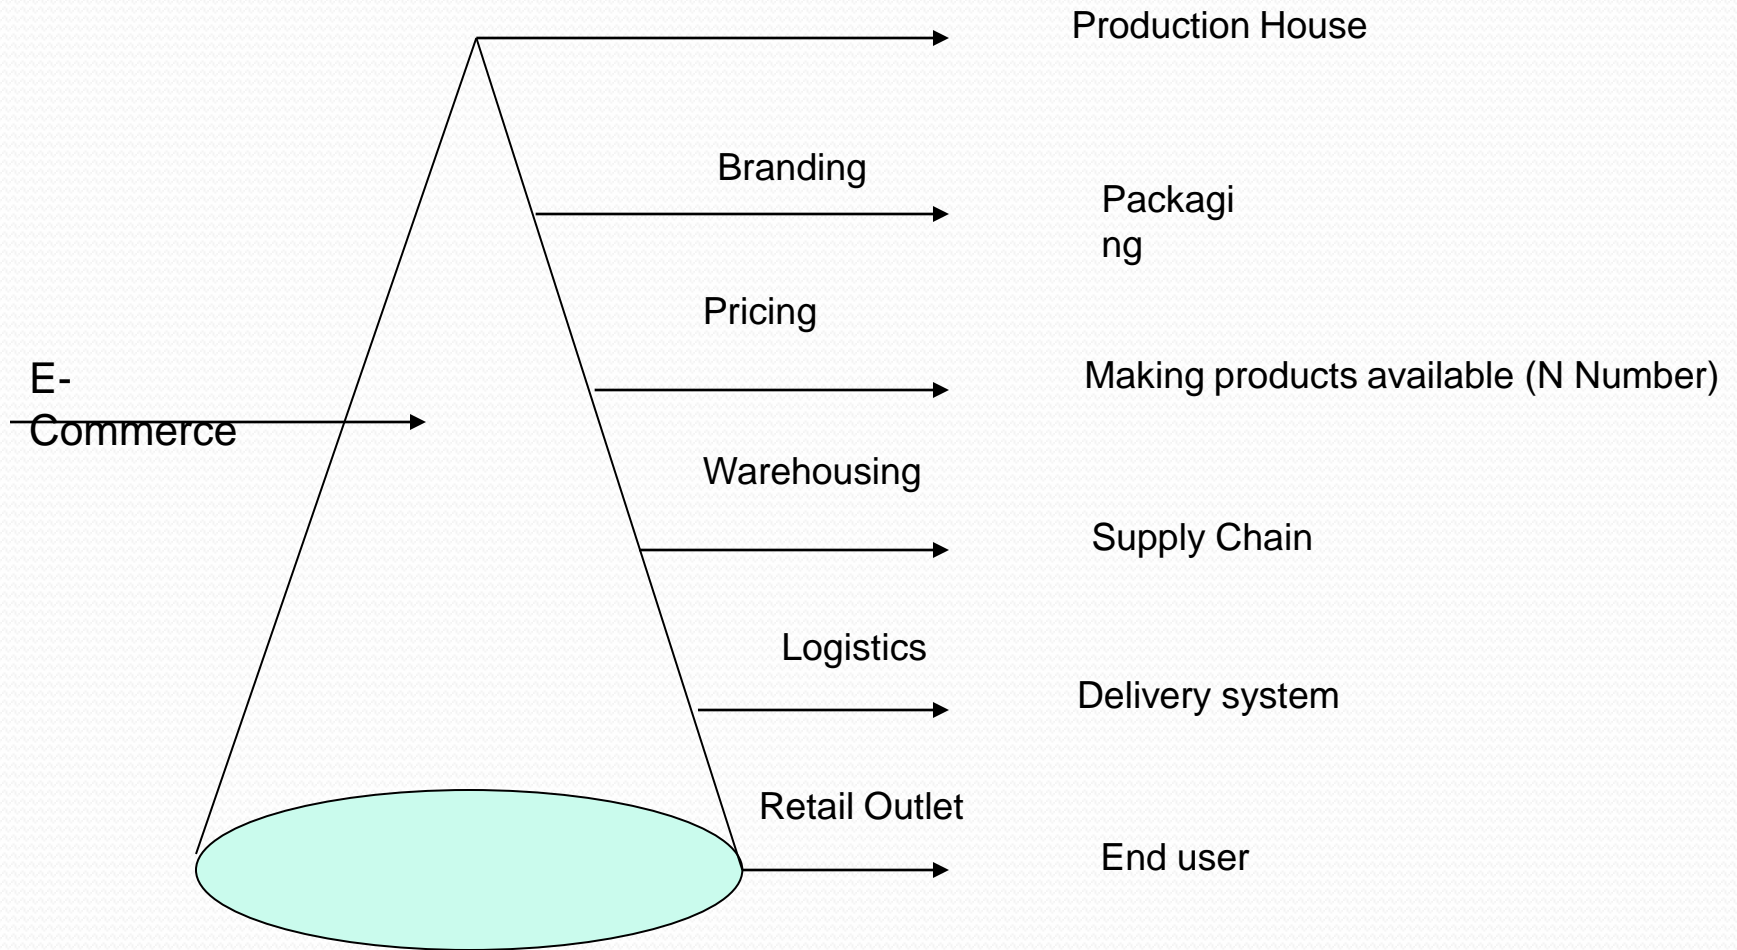 Production House
Branding
Packagi
ng
Pricing
E-
Commerce
Making products available (N Number)
Warehousing
Supply Chain
Logistics
Delivery system
Retail Outlet
End user